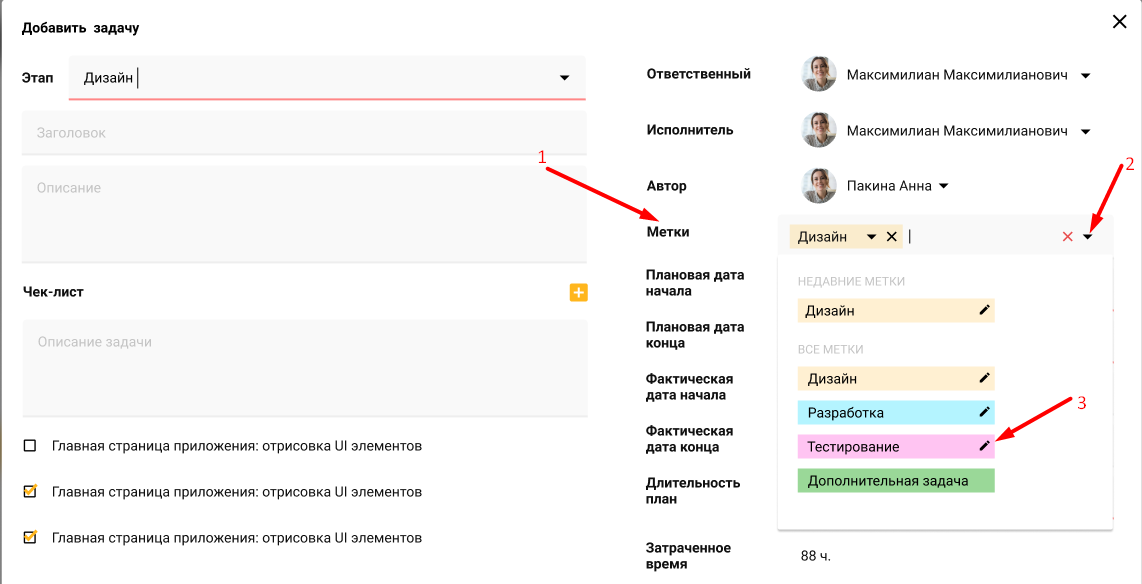 Добавить задачу
Этап
Дизайн
Заголовок
Описание
Чек-лист
Описание задачи
Главная страница приложения: отрисовка UI элементов
Главная страница приложения: отрисовка UI элементов
Главная страница приложения: отрисовка UI элементов
1
Ответственный
Максимилиан Максимилианович
Исполнитель
Максимилиан Максимилианович
Автор
Пакина Анна
2
Метки
Дизайн
НЕДАВНИЕ МЕТКИ
Дизайн
ВСЕ МЕТКИ
Дизайн
Разработка
3
Тестирование
Дополнительная задача
Плановая дата
начала
Плановая дата
конца
Фактическая
дата начала
Фактическая
дата конца
Длительность
план
Затраченное
время
88 ч.